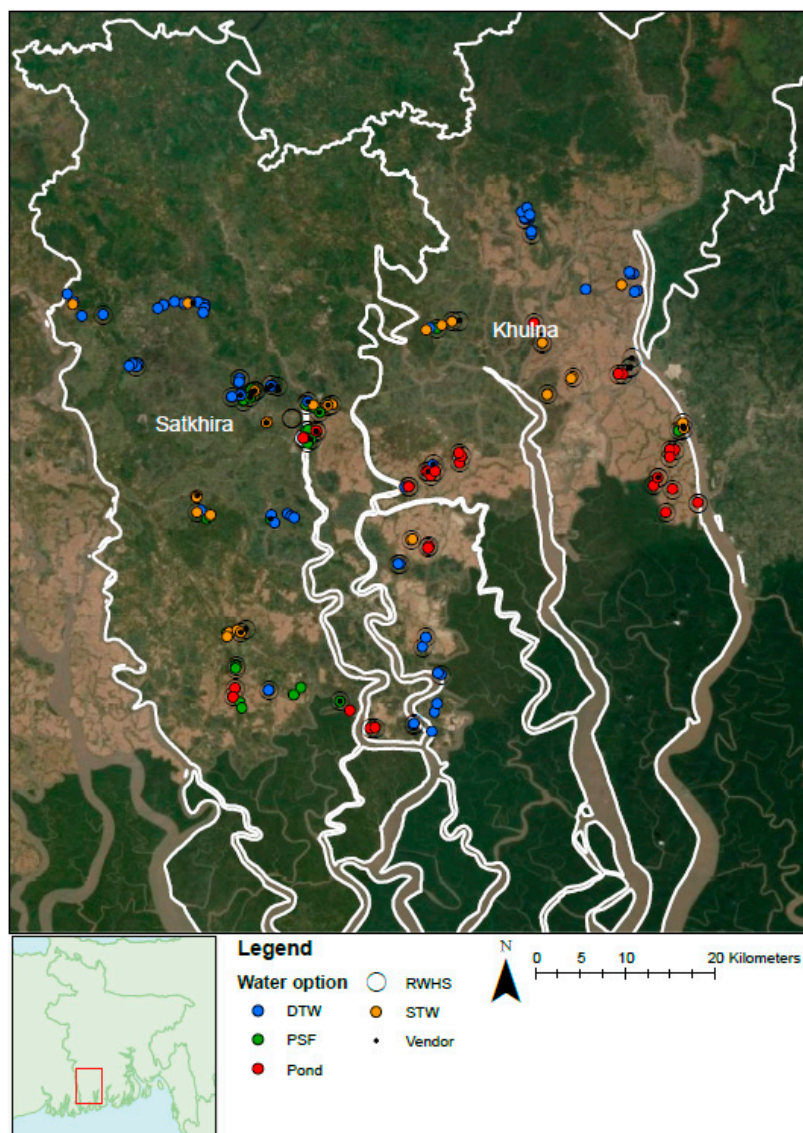 Khulna
Satkhira
Legend
Water option
DTW
PSF
Pond
RWHS
STW
Vendor
N
0 5 10 20 Kilometers